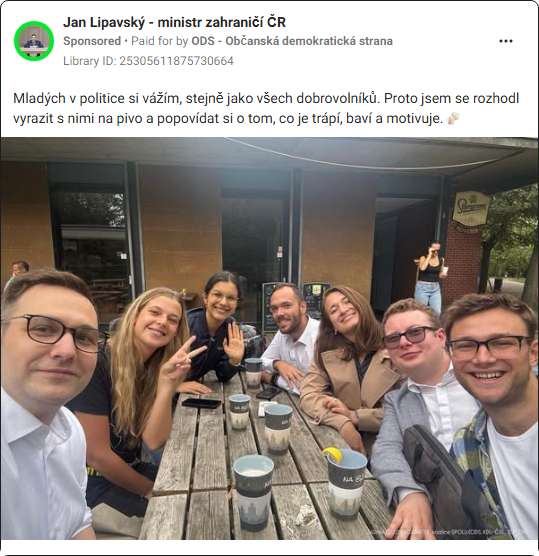 Jan Lipavský - ministr zahraničí ČR
Sponsored • Paid for by ODS - Občanská demokratická strana
Library ID: 25305611875730664
Mladých v politice si vážím, stejně jako všech dobrovolníků. Proto jsem se rozhodl
vyrazit s nimi na pivo a popovídat si o tom, co je trápí, baví a motivuje. 🍻